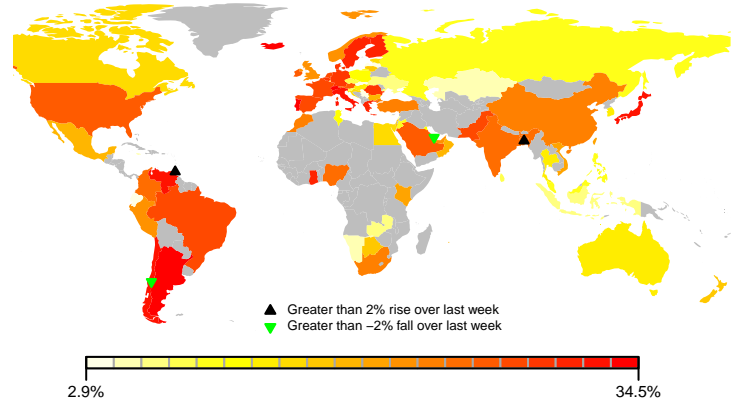 Greater than 2% rise over last week
Greater than −2% fall over last week
2.9%
34.5%